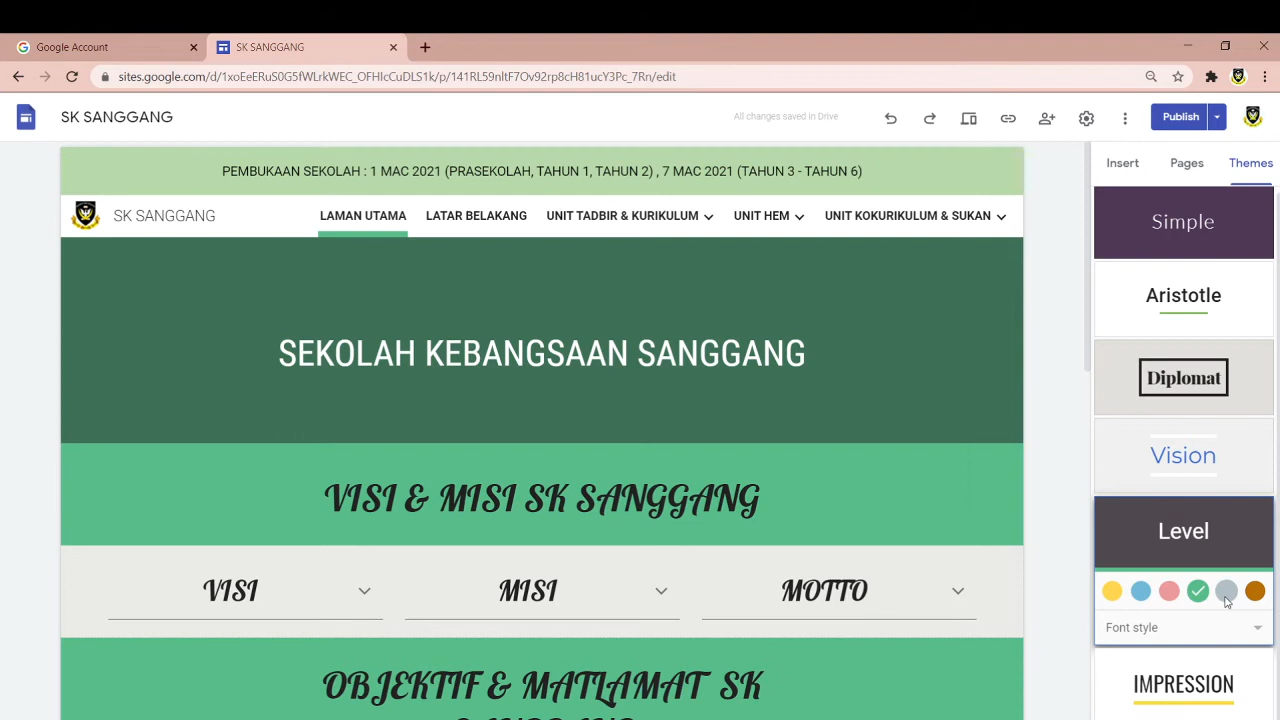 Google Account
SK SANGGANG
sites.google.com/d/1xoEeERuS0G5fWLrkWEC_OFHIcCuDLS1k/p/141RL59nltF7Ov92rp8cH81ucY3Pc_7Rn/edit
SK SANGGANG
All changes saved in Drive
Publish
Insert
Pages
Themes
PEMBUKAAN SEKOLAH : 1 MAC 2021 (PRASEKOLAH, TAHUN 1, TAHUN 2) , 7 MAC 2021 (TAHUN 3 - TAHUN 6)
SK SANGGANG
LAMAN UTAMA
LATAR BELAKANG
UNIT TADBIR & KURIKULUM
UNIT HEM
UNIT KOKURIKULUM & SUKAN
SEKOLAH KEBANGSAAN SANGGANG
VISI & MISI SK SANGGANG
VISI
MISI
MOTTO
OBJEKTIF & MATLAMAT SK
Simple
Aristotle
Diplomat
Vision
Level
Font style
IMPRESSION